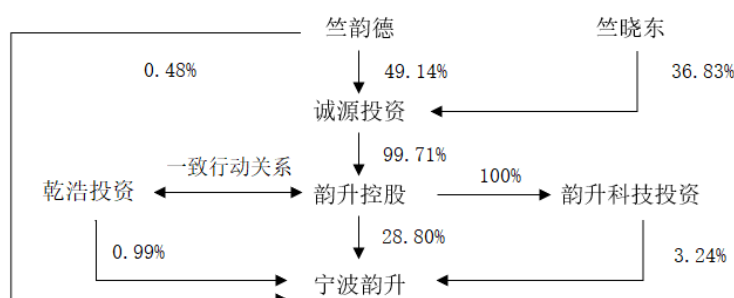 竺韵德 竺晓东
0.48% 49.14% 36.83%
诚源投资
99.71%
一致行动关系
100%
乾浩投资 韵升控股 韵升科技投资
28.80%
0.99% 3.24%
宁波韵升